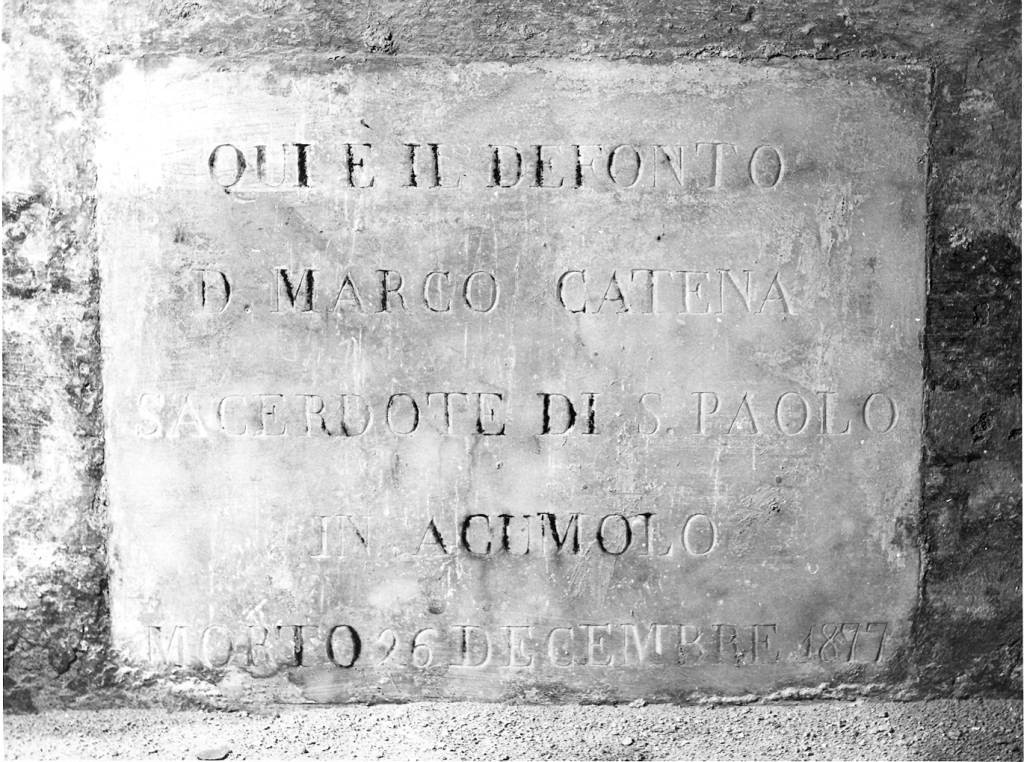 QUI È IL DEFONTO
D. MARCO CATENA
SACERDOTE DI S. PAOLO
IN ACUMOLO
MORTO 26 DECEMBRE 1877